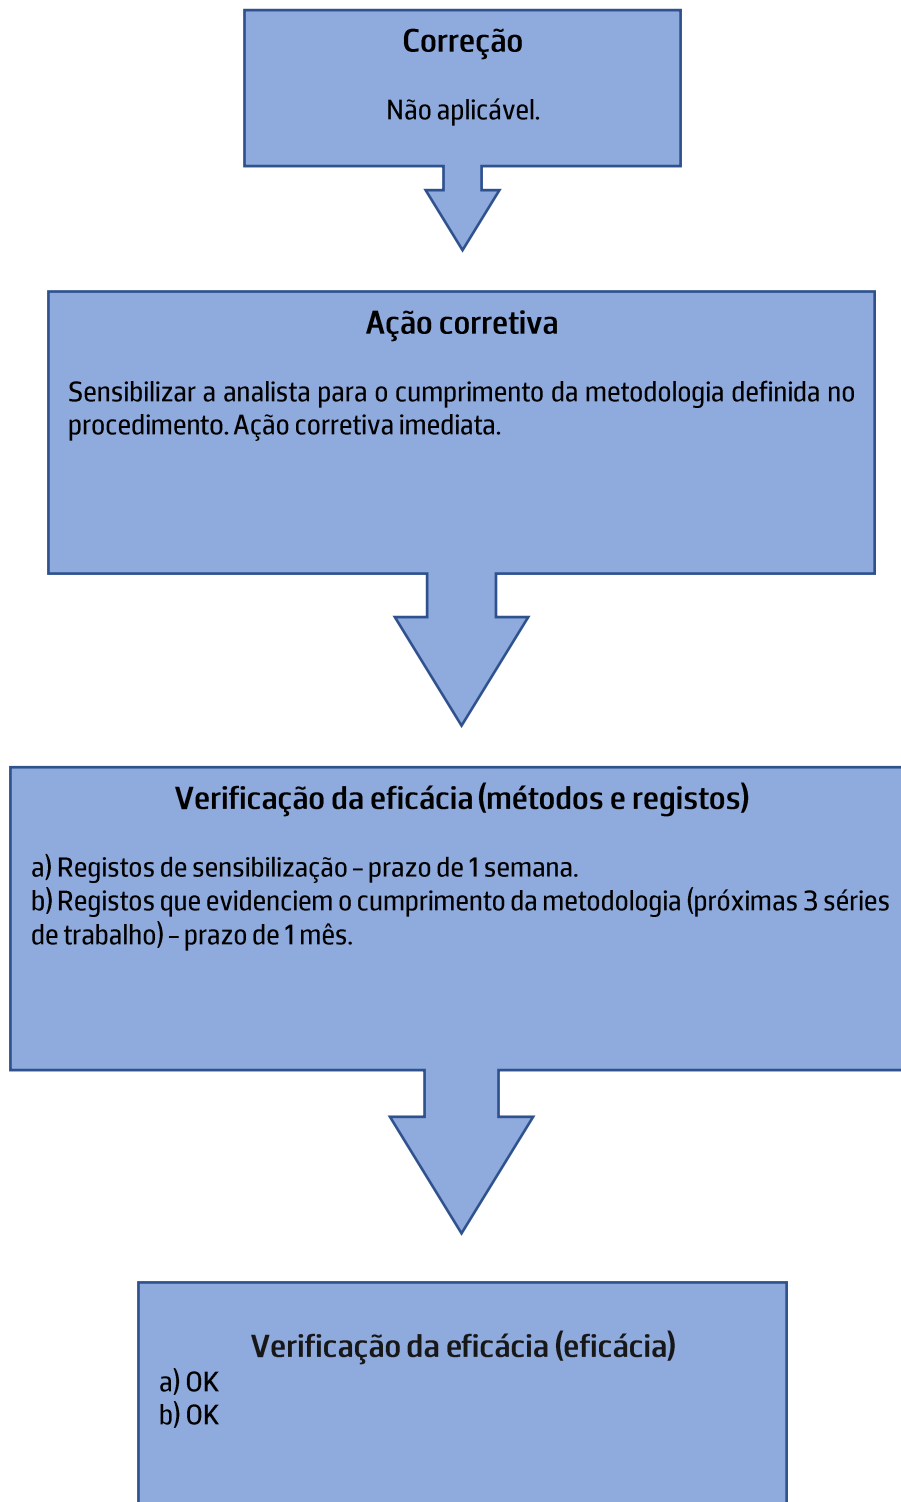 Correção
Não aplicável.
Ação corretiva
Sensibilizar a analista para o cumprimento da metodologia definida no
procedimento. Ação corretiva imediata.
Verificação da eficácia (métodos e registos)
a) Registos de sensibilização – prazo de 1 semana.
b) Registos que evidenciem o cumprimento da metodologia (próximas 3 séries
de trabalho) – prazo de 1 mês.
Verificação da eficácia (eficácia)
a) OK
b) OK